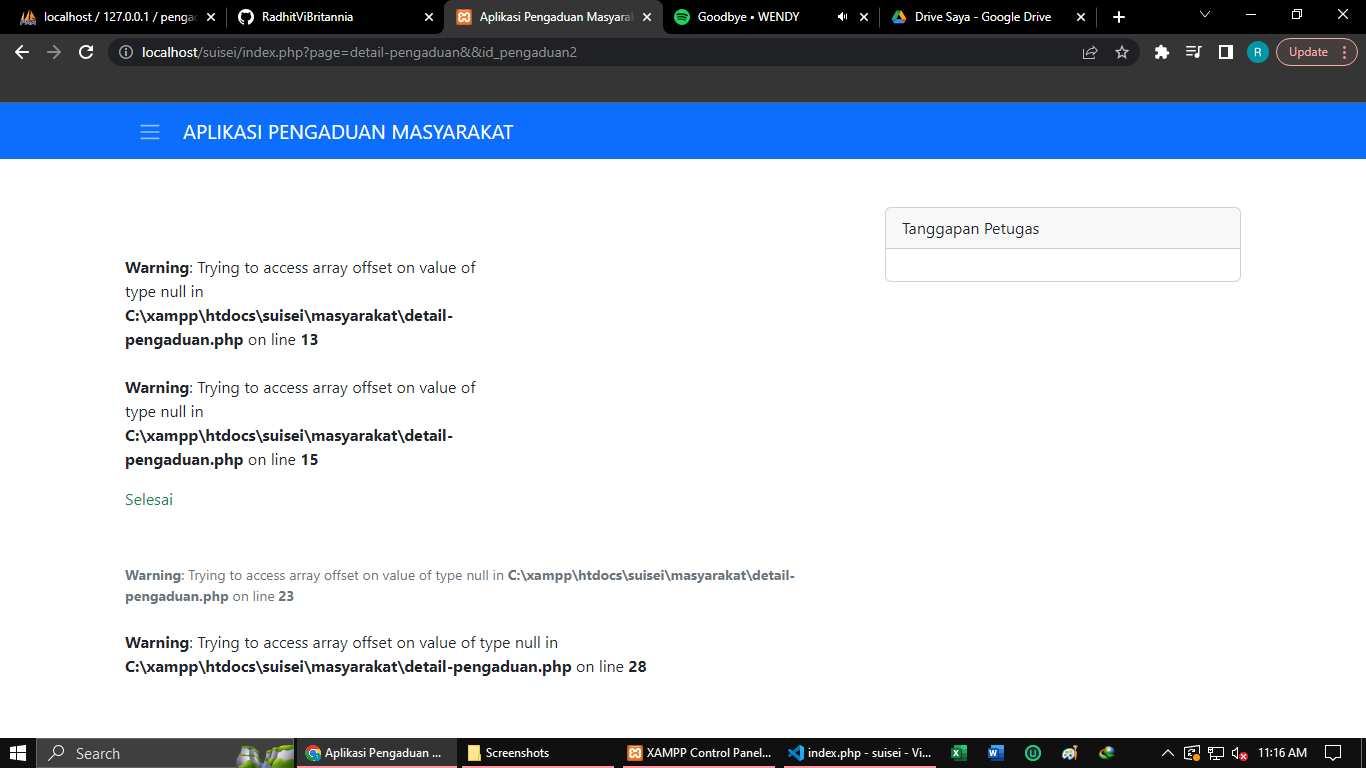 localhost / 127.0.0.1 / penga
RadhitViBritannia
Aplikasi Pengaduan Masyara
Goodbye • WENDY
Drive Saya - Google Drive
localhost/suisei/index.php?page=detail-pengaduan&&id_pengaduan2
R
Update
APLIKASI PENGADUAN MASYARAKAT
Tanggapan Petugas
Warning: Trying to access array offset on value of
type null in
C:\xampp\htdocs\suisei\masyarakat\detail-
pengaduan.php on line 13
Warning: Trying to access array offset on value of
type null in
C:\xampp\htdocs\suisei\masyarakat\detail-
pengaduan.php on line 15
Selesai
Warning: Trying to access array offset on value of type null in C:\xampp\htdocs\suisei\masyarakat\detail-
pengaduan.php on line 23
Warning: Trying to access array offset on value of type null in
C:\xampp\htdocs\suisei\masyarakat\detail-pengaduan.php on line 28
Search
Aplikasi Pengaduan ...
Screenshots
XAMPP Control Panel...
index.php - suisei - Vi...
11:16 AM